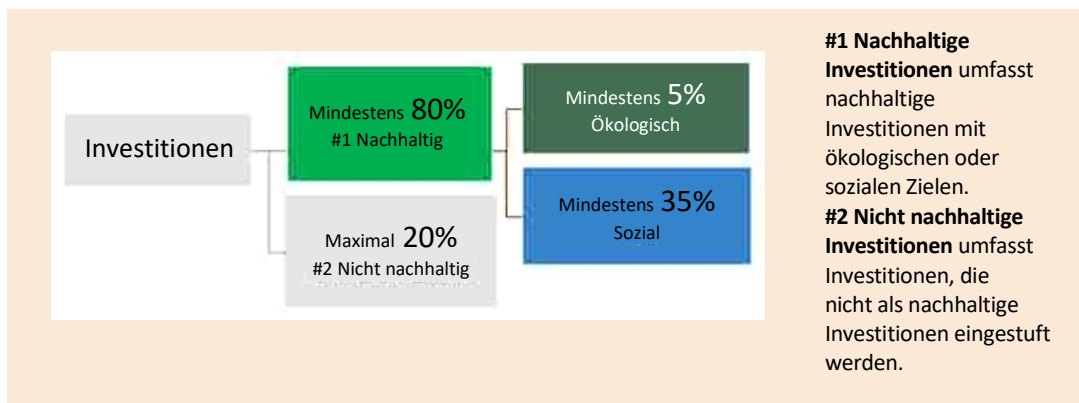 Investitionen
Mindestens 80%
#1 Nachhaltig
Maximal 20%
#2 Nicht nachhaltig
Mindestens 5%
Ökologisch
Mindestens 35%
Sozial
#1 Nachhaltige
Investitionen umfasst
nachhaltige
Investitionen mit
ökologischen oder
sozialen Zielen.
#2 Nicht nachhaltige
Investitionen umfasst
Investitionen, die
nicht als nachhaltige
Investitionen eingestuft
werden.